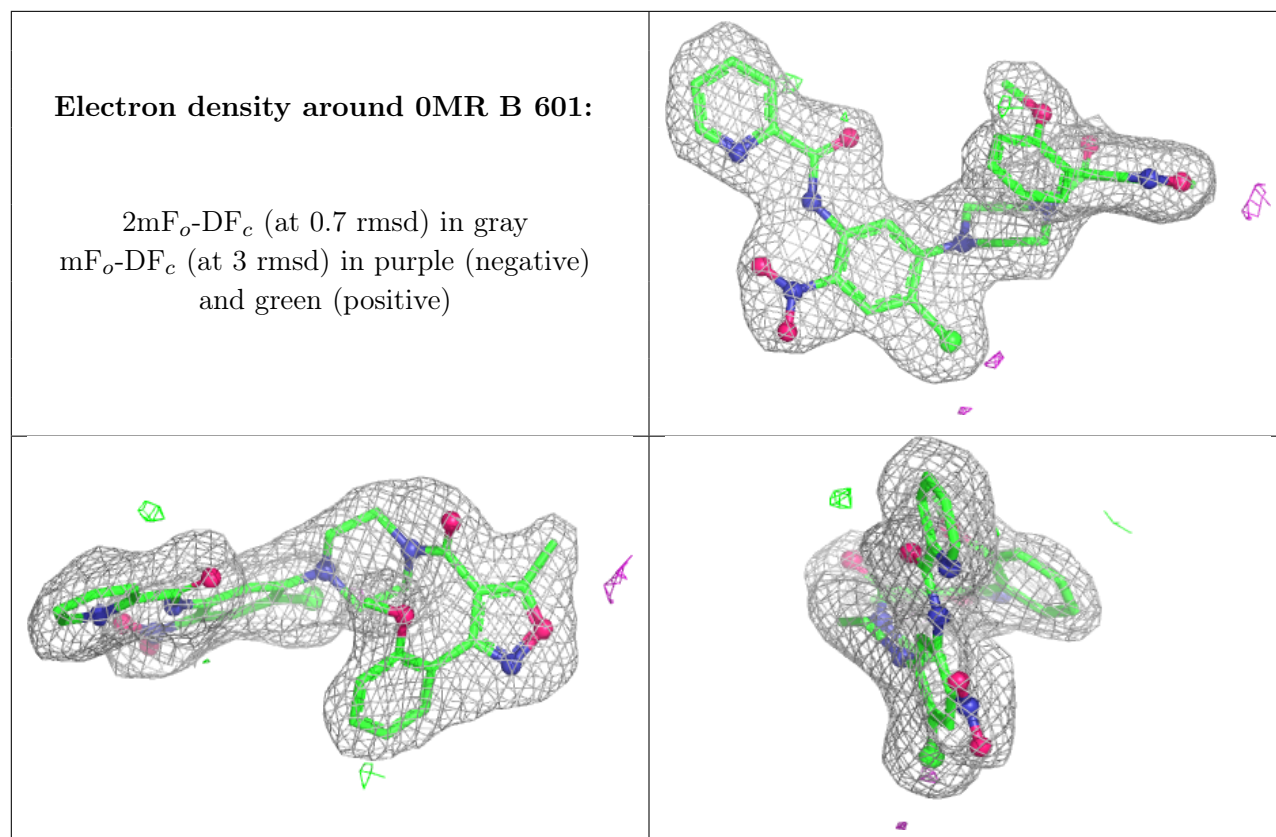 Electron density around 0MR B 601:
2mFo-DFc (at 0.7 rmsd) in gray
mFo-DFc (at 3 rmsd) in purple (negative)
and green (positive)